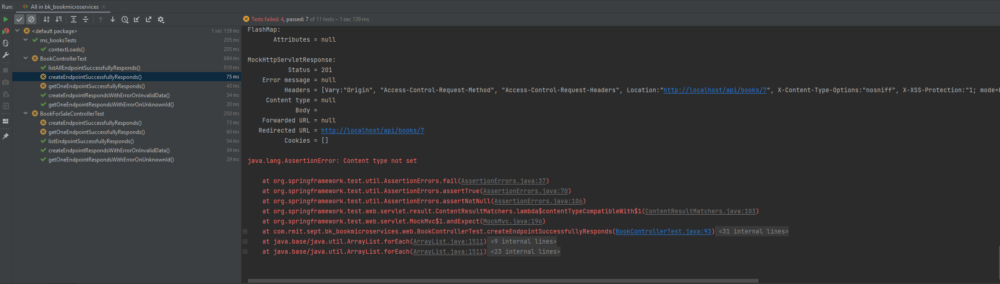 Run: All in bk_bookmicroservices ×
Tests failed: 4, passed: 7 of 11 tests – 1 sec 139 ms
<default package> 1 sec 139 ms
ms_booksTests 205 ms
contextLoads() 205 ms
BookControllerTest 684 ms
listAllEndpointSuccessfullyResponds() 510 ms
createEndpointSuccessfullyResponds() 75 ms
getOneEndpointSuccessfullyResponds() 45 ms
createEndpointRespondsWithErrorOnInvalidData() 34 ms
getOneEndpointRespondsWithErrorOnUnknownId() 20 ms
BookForSaleControllerTest 250 ms
createEndpointSuccessfullyResponds() 73 ms
getOneEndpointSuccessfullyResponds() 60 ms
listEndpointSuccessfullyResponds() 54 ms
createEndpointRespondsWithErrorOnInvalidData() 34 ms
getOneEndpointRespondsWithErrorOnUnknownId() 29 ms
FlashMap:
Attributes = null
MockHttpServletResponse:
Status = 201
Error message = null
Headers = [Vary:"Origin", "Access-Control-Request-Method", "Access-Control-Request-Headers", Location:"http://localhost/api/books/7", X-Content-Type-Options:"nosniff", X-XSS-Protection:"1; mode=b
Content type = null
Body =
Forwarded URL = null
Redirected URL = http://localhost/api/books/7
Cookies = []
java.lang.AssertionError: Content type not set
at org.springframework.test.util.AssertionErrors.fail(AssertionErrors.java:37)
at org.springframework.test.util.AssertionErrors.assertTrue(AssertionErrors.java:70)
at org.springframework.test.util.AssertionErrors.assertNotNull(AssertionErrors.java:106)
at org.springframework.test.web.servlet.result.ContentResultMatchers.lambda$contentTypeCompatibleWith$1(ContentResultMatchers.java:103)
at org.springframework.test.web.servlet.MockMvc$1.andExpect(MockMvc.java:196)
at com.rmit.sept.bk_bookmicroservices.web.BookControllerTest.createEndpointSuccessfullyResponds(BookControllerTest.java:93) <31 internal lines>
at java.base/java.util.ArrayList.forEach(ArrayList.java:1511) <9 internal lines>
at java.base/java.util.ArrayList.forEach(ArrayList.java:1511) <23 internal lines>